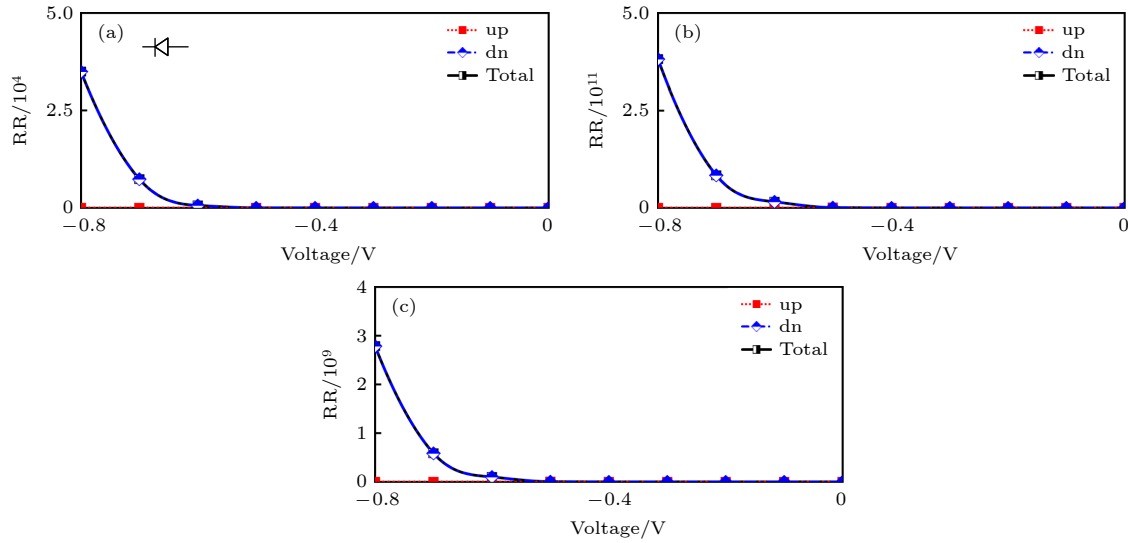 (a)
up
dn
Total
5.0
2.5
0
RR/10⁴
−0.8
−0.4
0
Voltage/V
(b)
up
dn
Total
5.0
2.5
0
RR/10¹¹
−0.8
−0.4
0
Voltage/V
(c)
up
dn
Total
4
3
2
1
0
RR/10⁹
−0.8
−0.4
0
Voltage/V